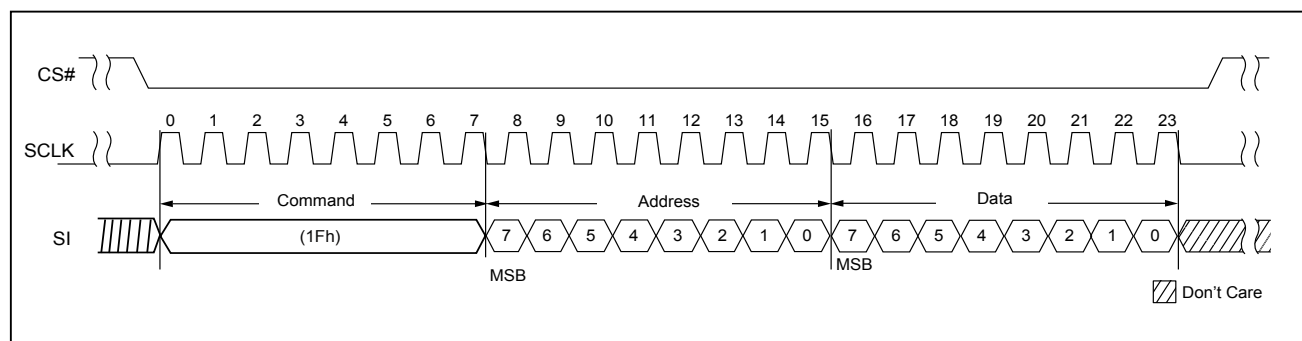 CS#
0 1 2 3 4 5 6 7 8 9 10 11 12 13 14 15 16 17 18 19 20 21 22 23
SCLK
Command Address Data
SI (1Fh) 7 6 5 4 3 2 1 0 7 6 5 4 3 2 1 0
MSB MSB
Don't Care